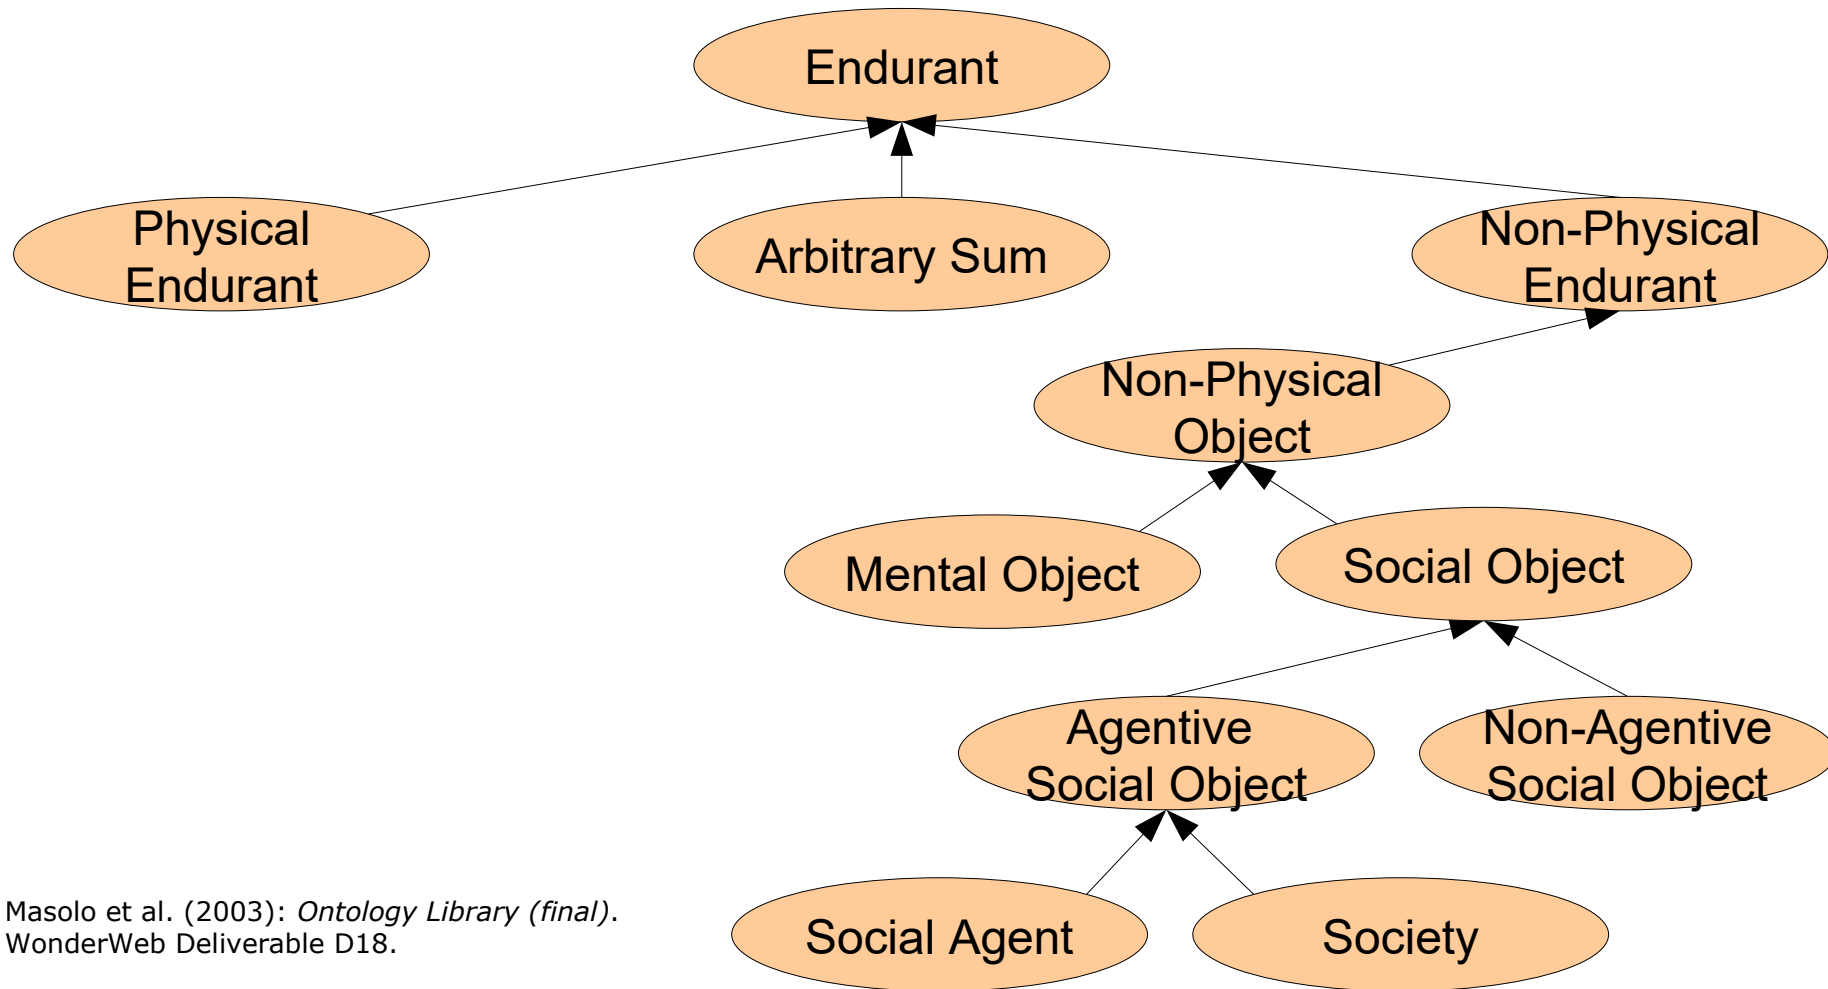 Endurant
Physical
Endurant
Arbitrary Sum
Non-Physical
Endurant
Non-Physical
Object
Mental Object
Social Object
Agentive
Social Object
Non-Agentive
Social Object
Social Agent
Society
Masolo et al. (2003): Ontology Library (final).
WonderWeb Deliverable D18.